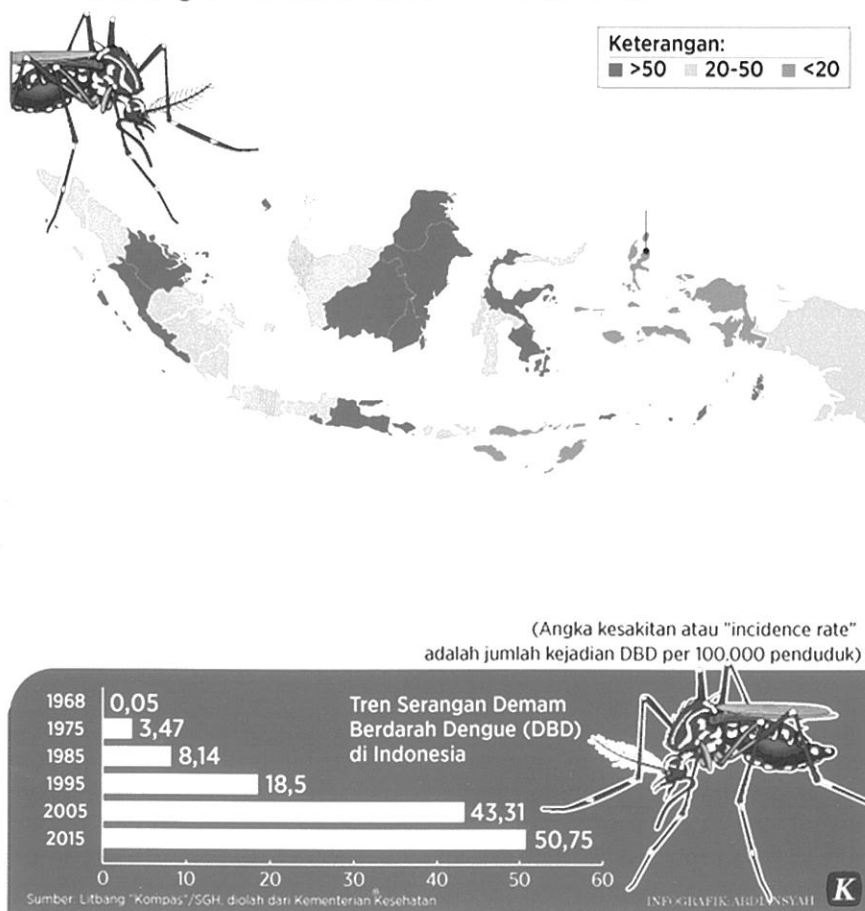 Keterangan:
>50 20-50 <20
(Angka kesakitan atau "incidence rate"
adalah jumlah kejadian DBD per 100.000 penduduk)
Tren Serangan Demam
Berdarah Dengue (DBD)
di Indonesia
1968 0,05
1975 3,47
1985 8,14
1995 18,5
2005 43,31
2015 50,75
0 10 20 30 40 50 60
Sumber: Litbang "Kompas"/SGH, diolah dari Kementerian Kesehatan
INFOGRAFIK: ABDIANSYAH
K